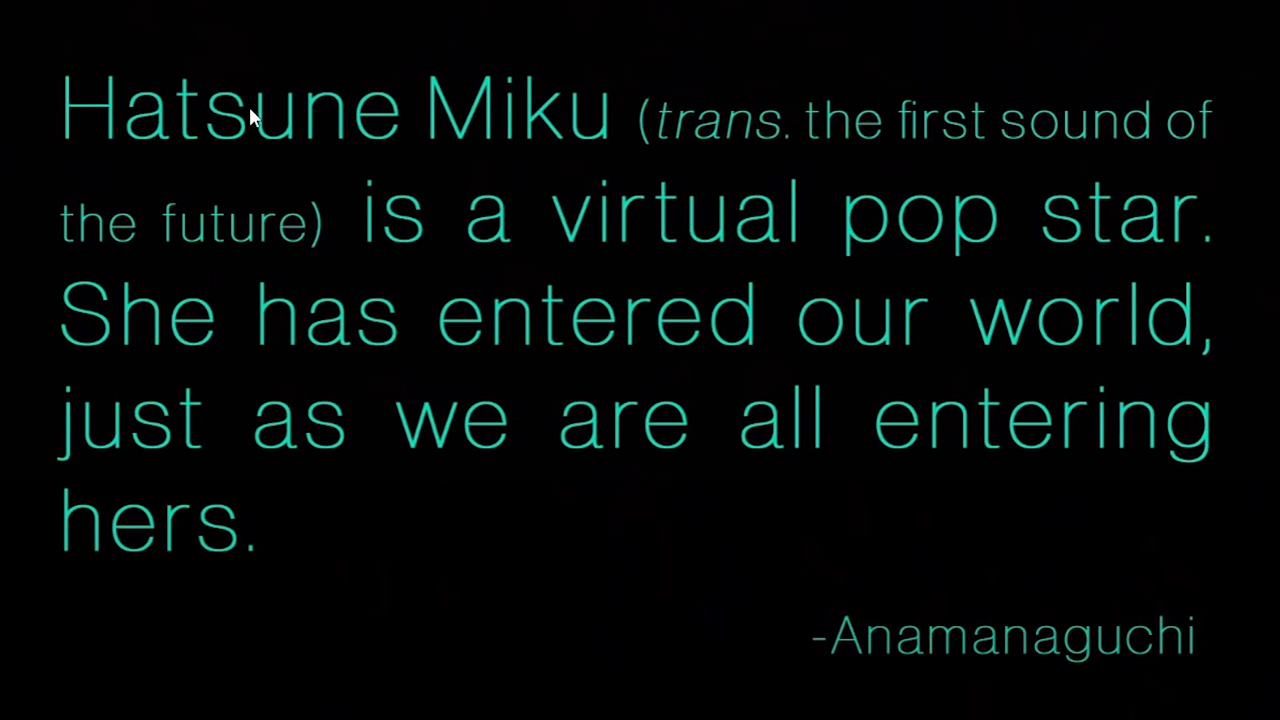 Hatsune Miku (trans. the first sound of
the future) is a virtual pop star.
She has entered our world,
just as we are all entering
hers.
-Anamanaguchi